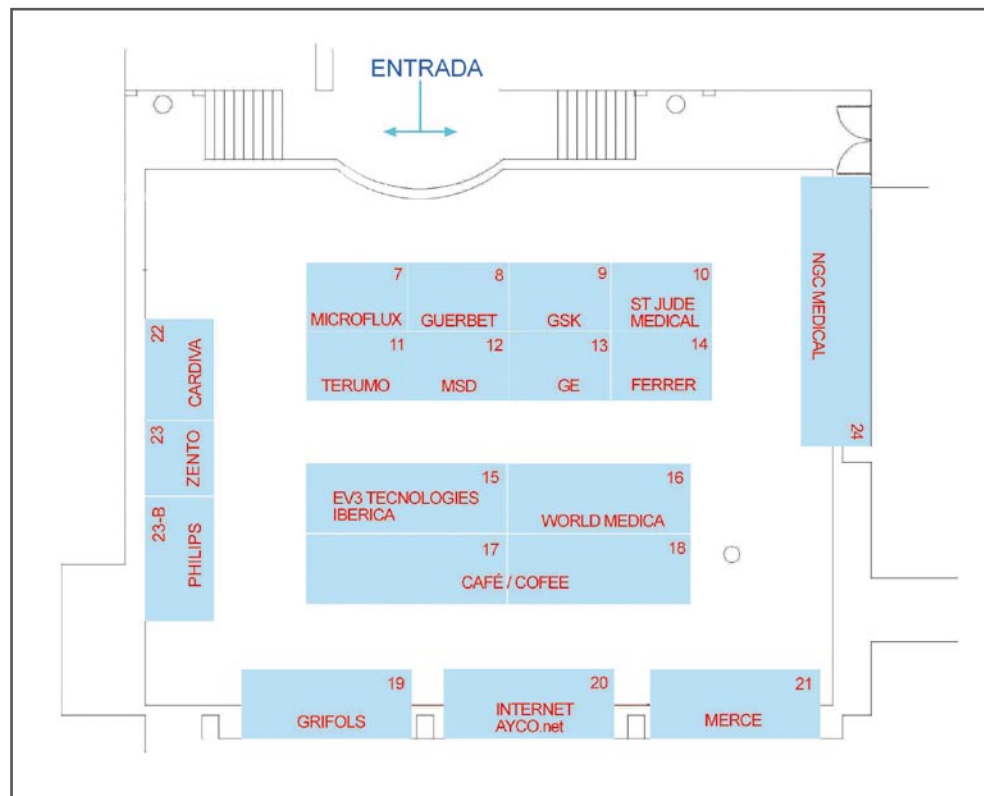 ENTRADA
7
MICROFLUX
8
GUERBET
9
GSK
10
ST JUDE
MEDICAL
11
TERUMO
12
MSD
13
GE
14
FERRER
NGC MEDICAL
24
22
CARDIVA
23
ZENTO
23-B
PHILIPS
15
EV3 TECNOLOGIES
IBERICA
16
WORLD MEDICA
17
18
CAFÉ / COFEE
19
GRIFOLS
20
INTERNET
AYCO.net
21
MERCE